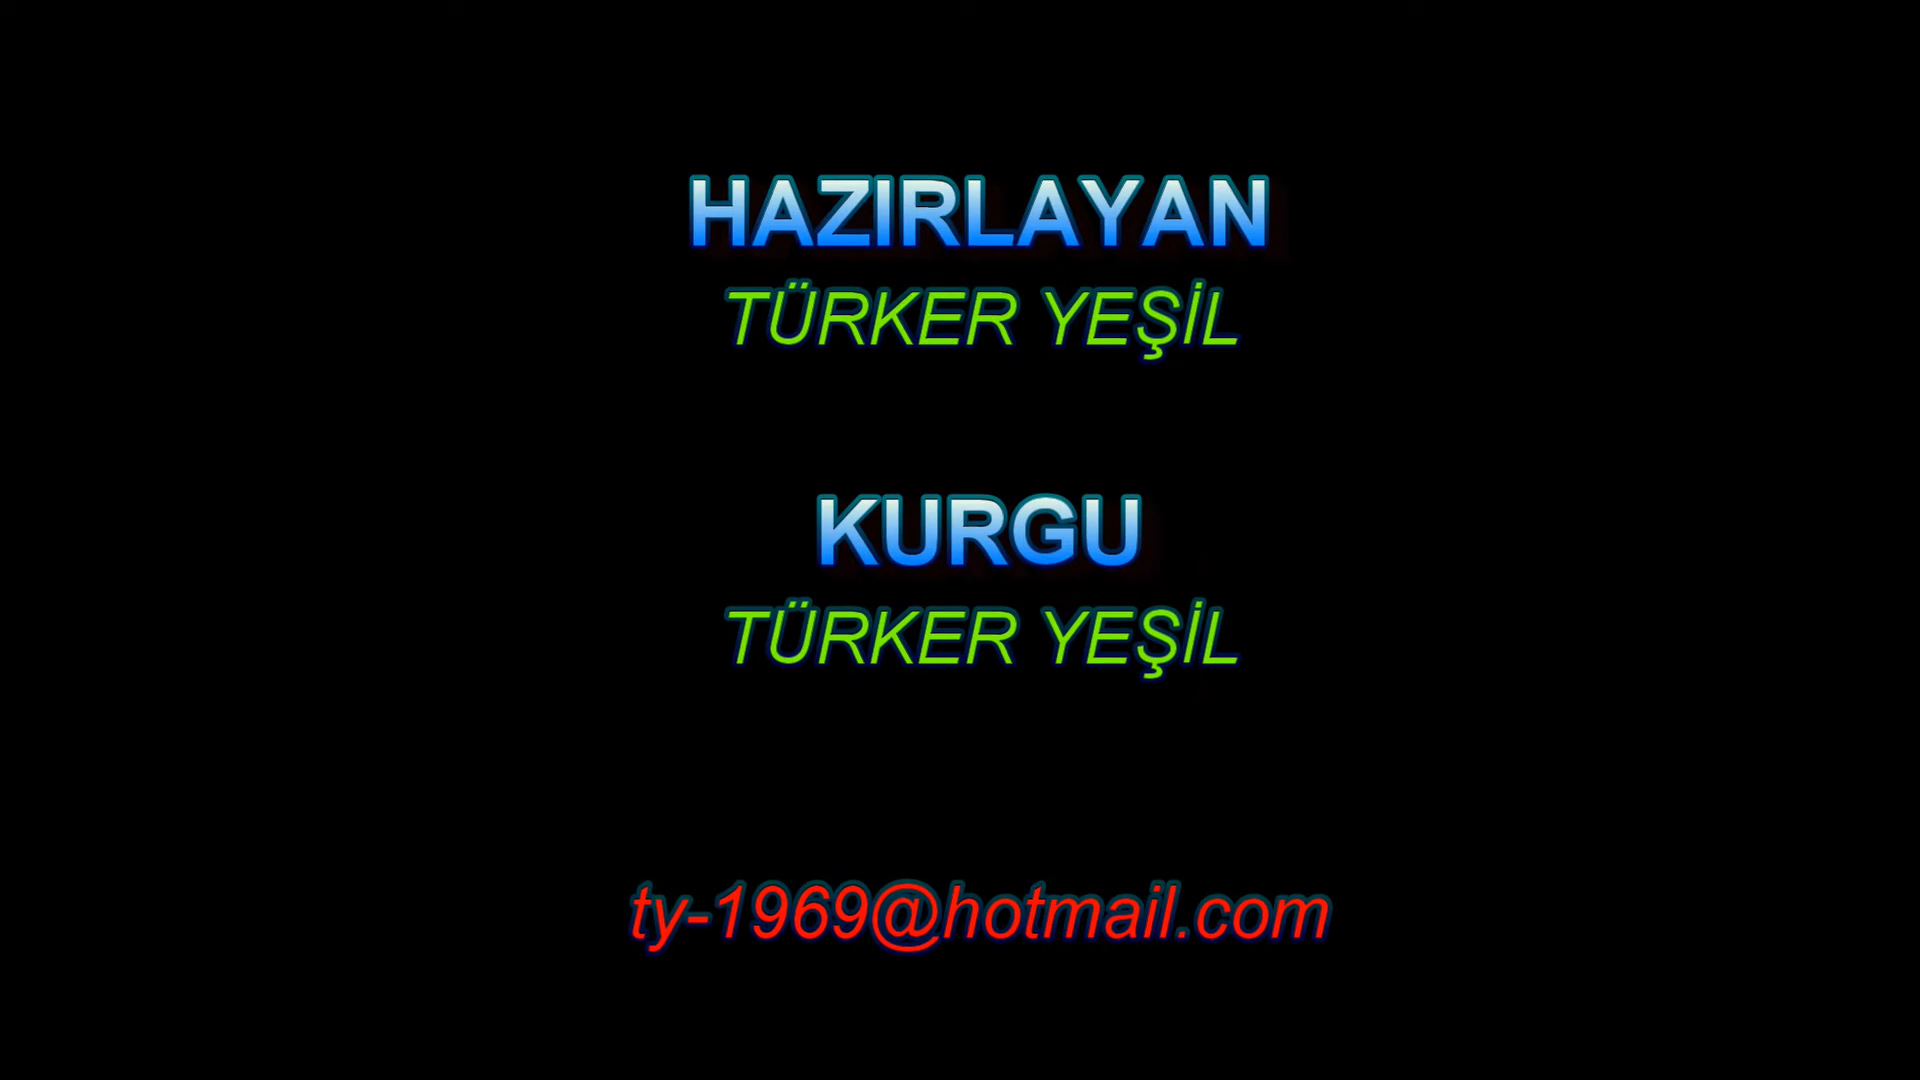 HAZIRLAYAN
TÜRKER YEŞİL
KURGU
TÜRKER YEŞİL
ty-1969@hotmail.com